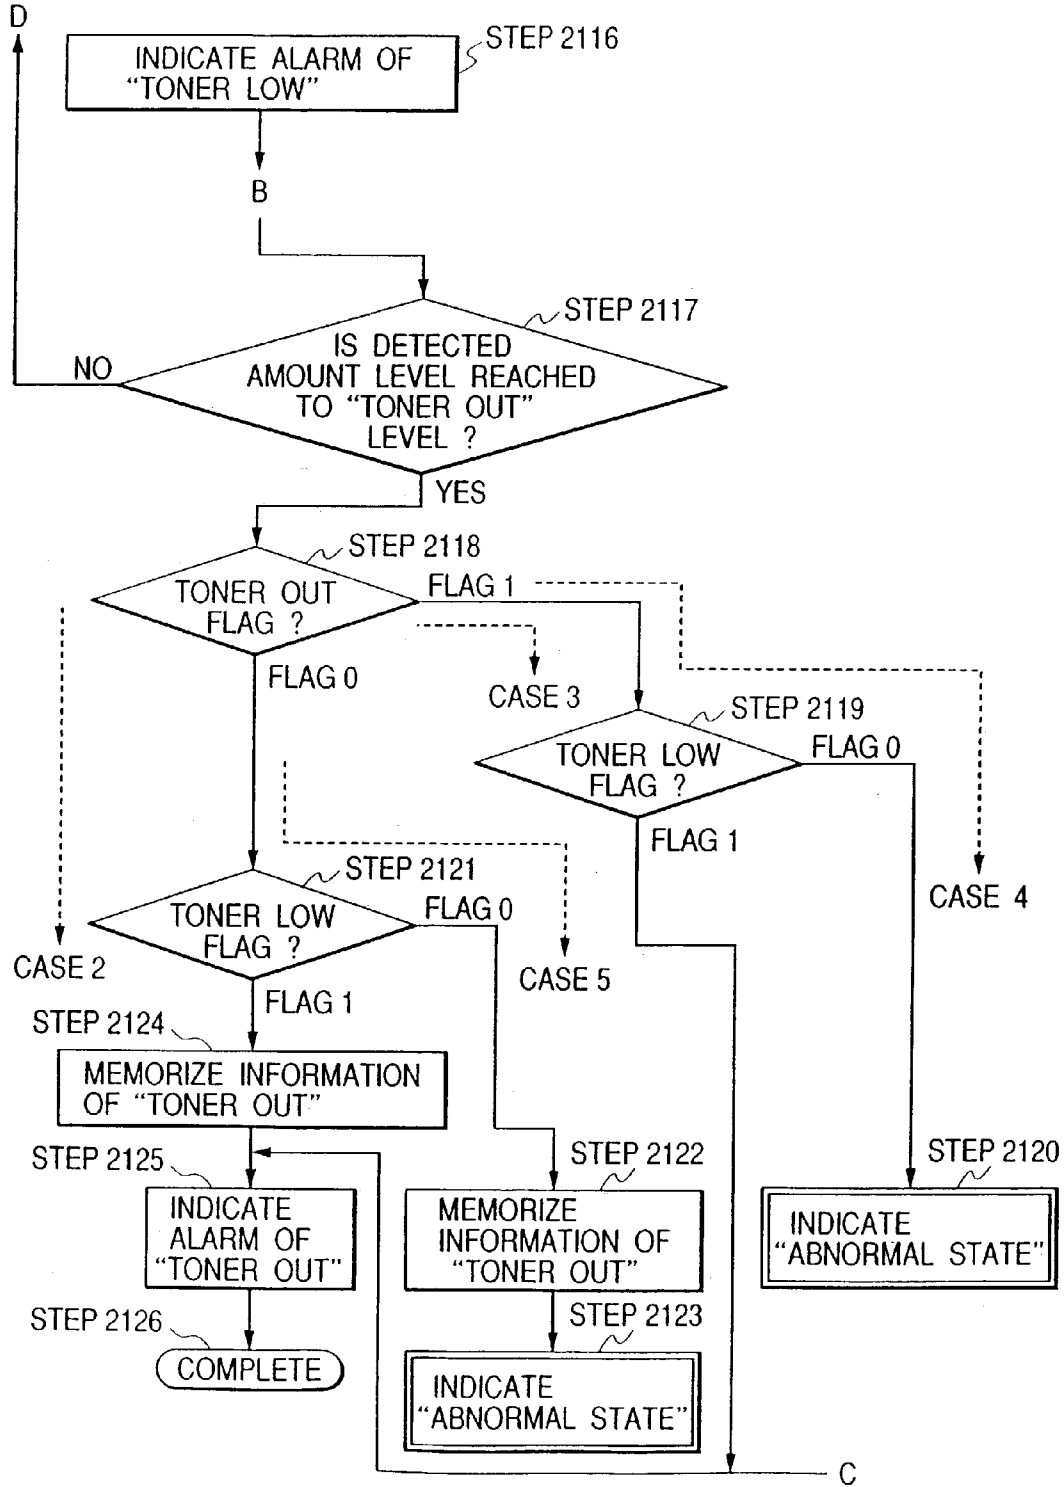 D
STEP 2116
INDICATE ALARM OF
“TONER LOW”
B
STEP 2117
IS DETECTED
AMOUNT LEVEL REACHED
TO “TONER OUT”
LEVEL ?
NO
YES
STEP 2118
TONER OUT
FLAG ?
FLAG 1
FLAG 0
CASE 3
STEP 2119
TONER LOW
FLAG ?
FLAG 0
FLAG 1
CASE 4
STEP 2121
TONER LOW
FLAG ?
FLAG 0
CASE 2
CASE 5
FLAG 1
STEP 2124
MEMORIZE INFORMATION
OF “TONER OUT”
STEP 2125
INDICATE
ALARM OF
“TONER OUT”
STEP 2122
MEMORIZE
INFORMATION OF
“TONER OUT”
STEP 2120
INDICATE
“ABNORMAL STATE”
STEP 2126
COMPLETE
STEP 2123
INDICATE
“ABNORMAL STATE”
C